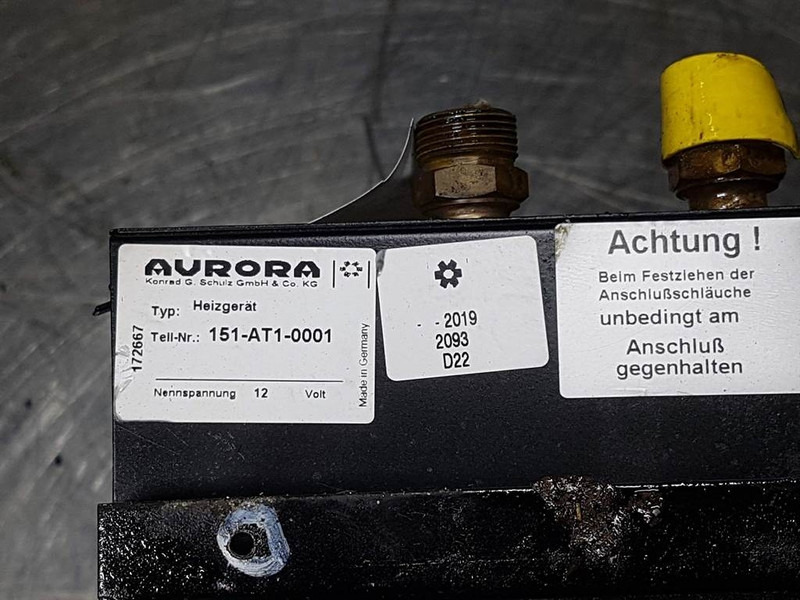 AURORA
Konrad G. Schulz GmbH & Co. KG
Typ: Heizgerät
Teil-Nr.: 151-AT1-0001
172667
Nennspannung 12 Volt
Made in Germany
- - 2019
2093
D22
Achtung !
Beim Festziehen der
Anschlußschläuche
unbedingt am
Anschluß
gegenhalten